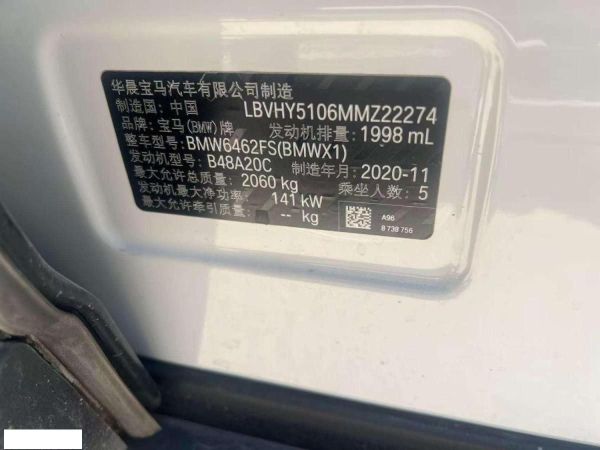 华晨宝马汽车有限公司制造
制造国: 中国 LBVHY5106MMZ22274
品牌: 宝马(BMW)牌 发动机排量: 1998 mL
整车型号: BMW6462FS(BMWX1)
发动机型号: B48A20C 制造年月: 2020-11
最大允许总质量: 2060 kg 乘坐人数: 5
发动机最大净功率: 141 kW
最大允许牵引质量: -- kg
A96
8 738 756